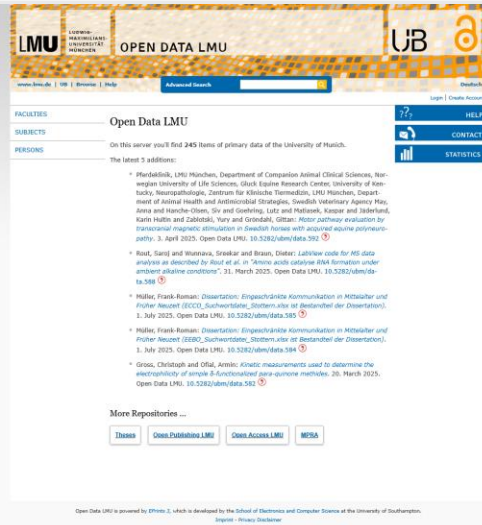 LMU
LUDWIG-
MAXIMILIANS-
UNIVERSITÄT
MÜNCHEN
OPEN DATA LMU
UB
www.lmu.de | UB | Browse | Help
Advanced Search
Deutsch
Login | Create Account
FACULTIES
SUBJECTS
PERSONS
HELP
CONTACT
STATISTICS
Open Data LMU
On this server you'll find 245 items of primary data of the University of Munich.
The latest 5 additions:
Pferdeklinik, LMU München, Department of Companion Animal Clinical Sciences, Nor-
wegian University of Life Sciences, Gluck Equine Research Center, University of Ken-
tucky, Neuropathologie, Zentrum für Klinische Tiermedizin, LMU München, Depart-
ment of Animal Health and Antimicrobial Strategies, Swedish Veterinary Agency May,
Anna and Hanche-Olsen, Siv and Goehring, Lutz and Matiasek, Kaspar and Jäderlund,
Karin Hultin and Zablotski, Yury and Gröndahl, Gittan: Motor pathway evaluation by
transcranial magnetic stimulation in Swedish horses with acquired equine polyneuro-
pathy. 3. April 2025. Open Data LMU. 10.5282/ubm/data.592
Rout, Saroj and Wunnava, Sreekar and Braun, Dieter: Labview code for MS data
analysis as described by Rout et al. in "Amino acids catalyse RNA formation under
ambient alkaline conditions". 31. March 2025. Open Data LMU. 10.5282/ubm/da-
ta.588
Müller, Frank-Roman: Dissertation: Eingeschränkte Kommunikation in Mittelalter und
Früher Neuzeit (ECCO_Suchwortdatei_Stottern.xlsx ist Bestandteil der Dissertation).
1. July 2025. Open Data LMU. 10.5282/ubm/data.585
Müller, Frank-Roman: Dissertation: Eingeschränkte Kommunikation in Mittelalter und
Früher Neuzeit (EEBO_Suchwortdatei_Stottern.xlsx ist Bestandteil der Dissertation).
1. July 2025. Open Data LMU. 10.5282/ubm/data.584
Gross, Christoph and Ofial, Armin: Kinetic measurements used to determine the
electrophilicity of simple δ-functionalized para-quinone methides. 20. March 2025.
Open Data LMU. 10.5282/ubm/data.582
More Repositories ...
Theses
Open Publishing LMU
Open Access LMU
MPRA
Open Data LMU is powered by EPrints 3, which is developed by the School of Electronics and Computer Science at the University of Southampton.
Imprint - Privacy Disclaimer